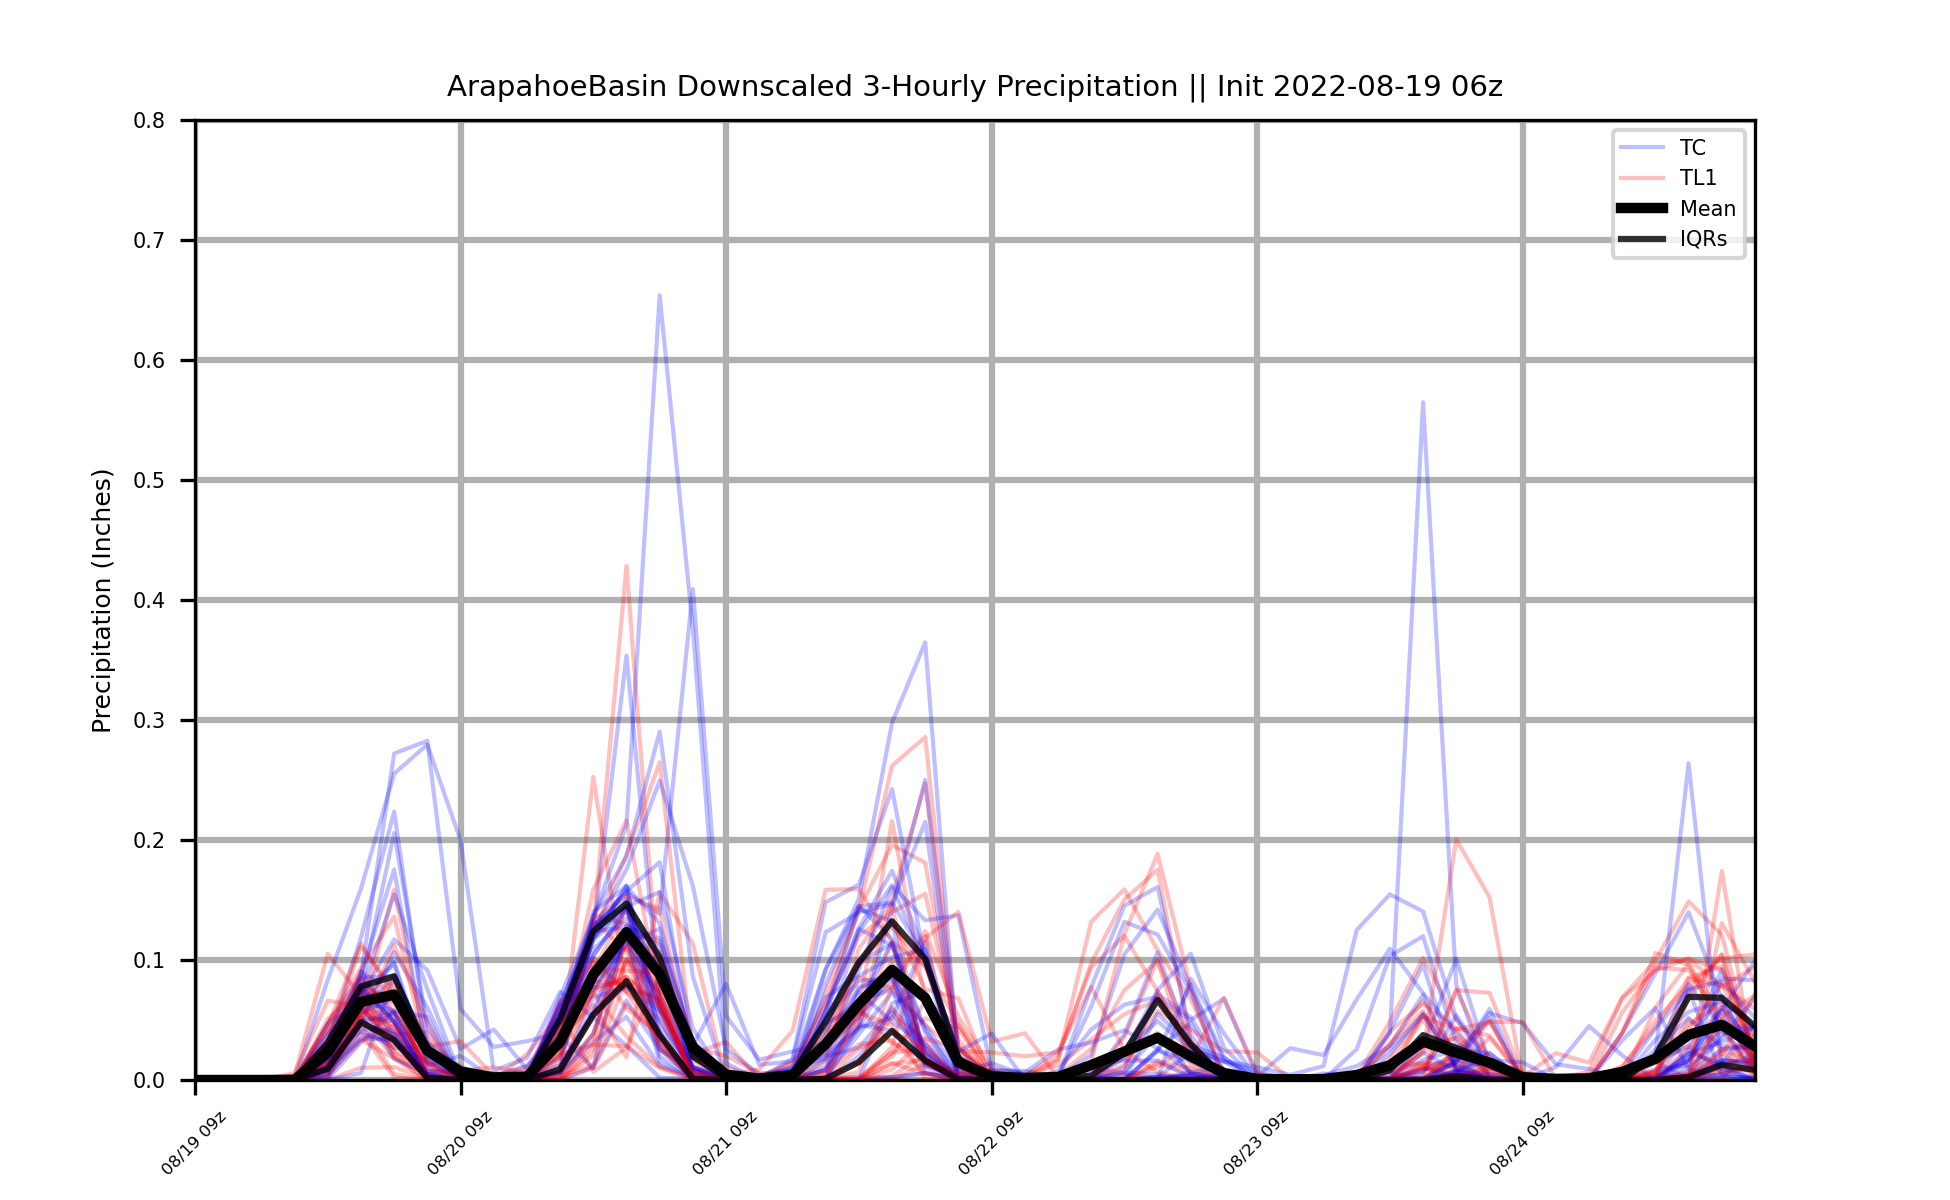 ArapahoeBasin Downscaled 3-Hourly Precipitation || Init 2022-08-19 06z
Precipitation (Inches)
0.8
0.7
0.6
0.5
0.4
0.3
0.2
0.1
0.0
TC
TL1
Mean
IQRs
08/19 09z
08/20 09z
08/21 09z
08/22 09z
08/23 09z
08/24 09z